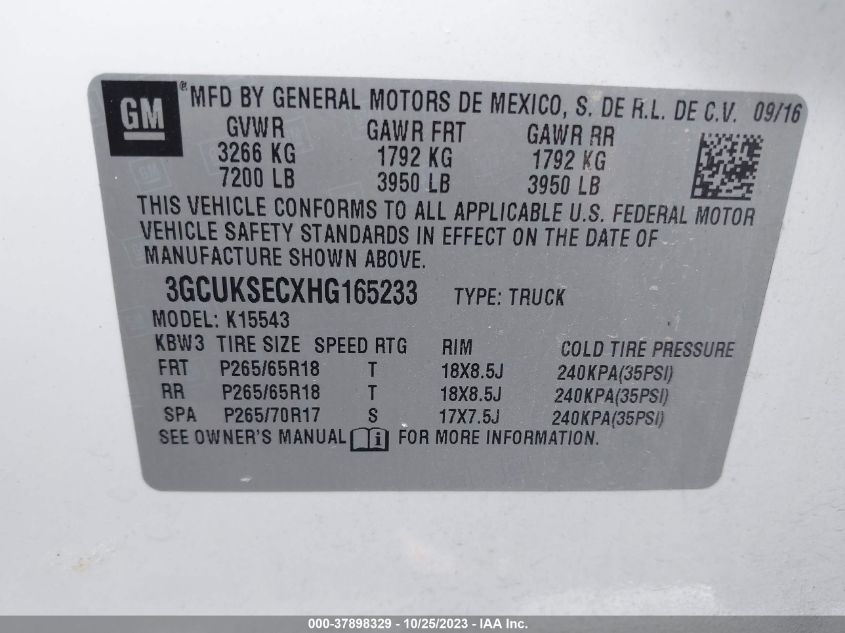 GM ® MFD BY GENERAL MOTORS DE MEXICO, S. DE R.L. DE C.V. 09/16
GVWR GAWR FRT GAWR RR
3266 KG 1792 KG 1792 KG
7200 LB 3950 LB 3950 LB
THIS VEHICLE CONFORMS TO ALL APPLICABLE U.S. FEDERAL MOTOR
VEHICLE SAFETY STANDARDS IN EFFECT ON THE DATE OF
MANUFACTURE SHOWN ABOVE.
3GCUKSECXHG165233 TYPE: TRUCK
MODEL: K15543
KBW3 TIRE SIZE SPEED RTG RIM COLD TIRE PRESSURE
FRT P265/65R18 T 18X8.5J 240KPA(35PSI)
RR P265/65R18 T 18X8.5J 240KPA(35PSI)
SPA P265/70R17 S 17X7.5J 240KPA(35PSI)
SEE OWNER'S MANUAL i FOR MORE INFORMATION.
000-37898329 - 10/25/2023 - IAA Inc.